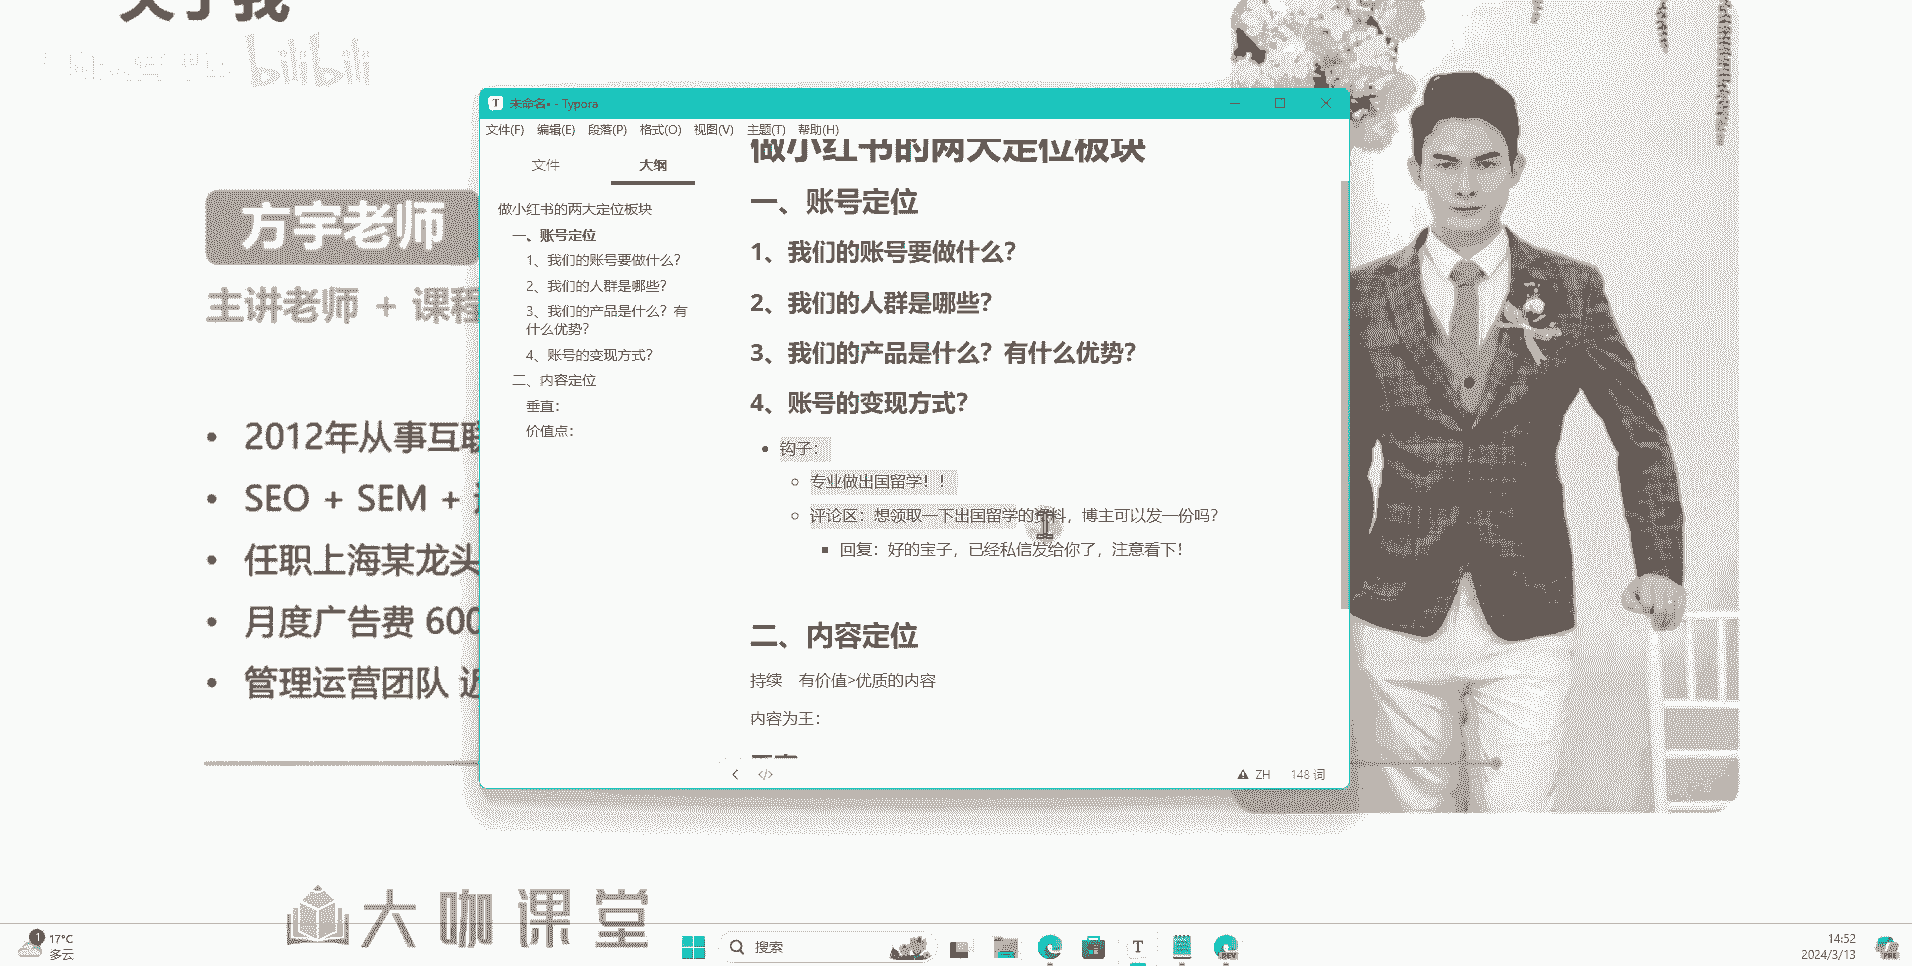 关于我
bilibili
未命名• - Typora
文件(F) 编辑(E) 段落(P) 格式(O) 视图(V) 主题(T) 帮助(H)
文件 大纲
做小红书的两大定位板块
一、账号定位
1、我们的账号要做什么？
2、我们的人群是哪些？
3、我们的产品是什么？有
什么优势？
4、账号的变现方式？
二、内容定位
垂直：
价值点：
做小红书的两大定位板块
一、账号定位
1、我们的账号要做什么？
2、我们的人群是哪些？
3、我们的产品是什么？有什么优势？
4、账号的变现方式？
钩子：
专业做出国留学！！
评论区：想领取一下出国留学的资料，博主可以发一份吗？
回复：好的宝子，已经私信发给你了，注意看下！
二、内容定位
持续 有价值>优质的内容
内容为王：
ZH 148 词
方宇老师
主讲老师 + 课程
• 2012年从事互联
• SEO + SEM +
• 任职上海某龙头
• 月度广告费 600
• 管理运营团队 近
大咖课堂
1
17°C
多云
搜索
T
DEV
14:52
2024/3/13
PRE